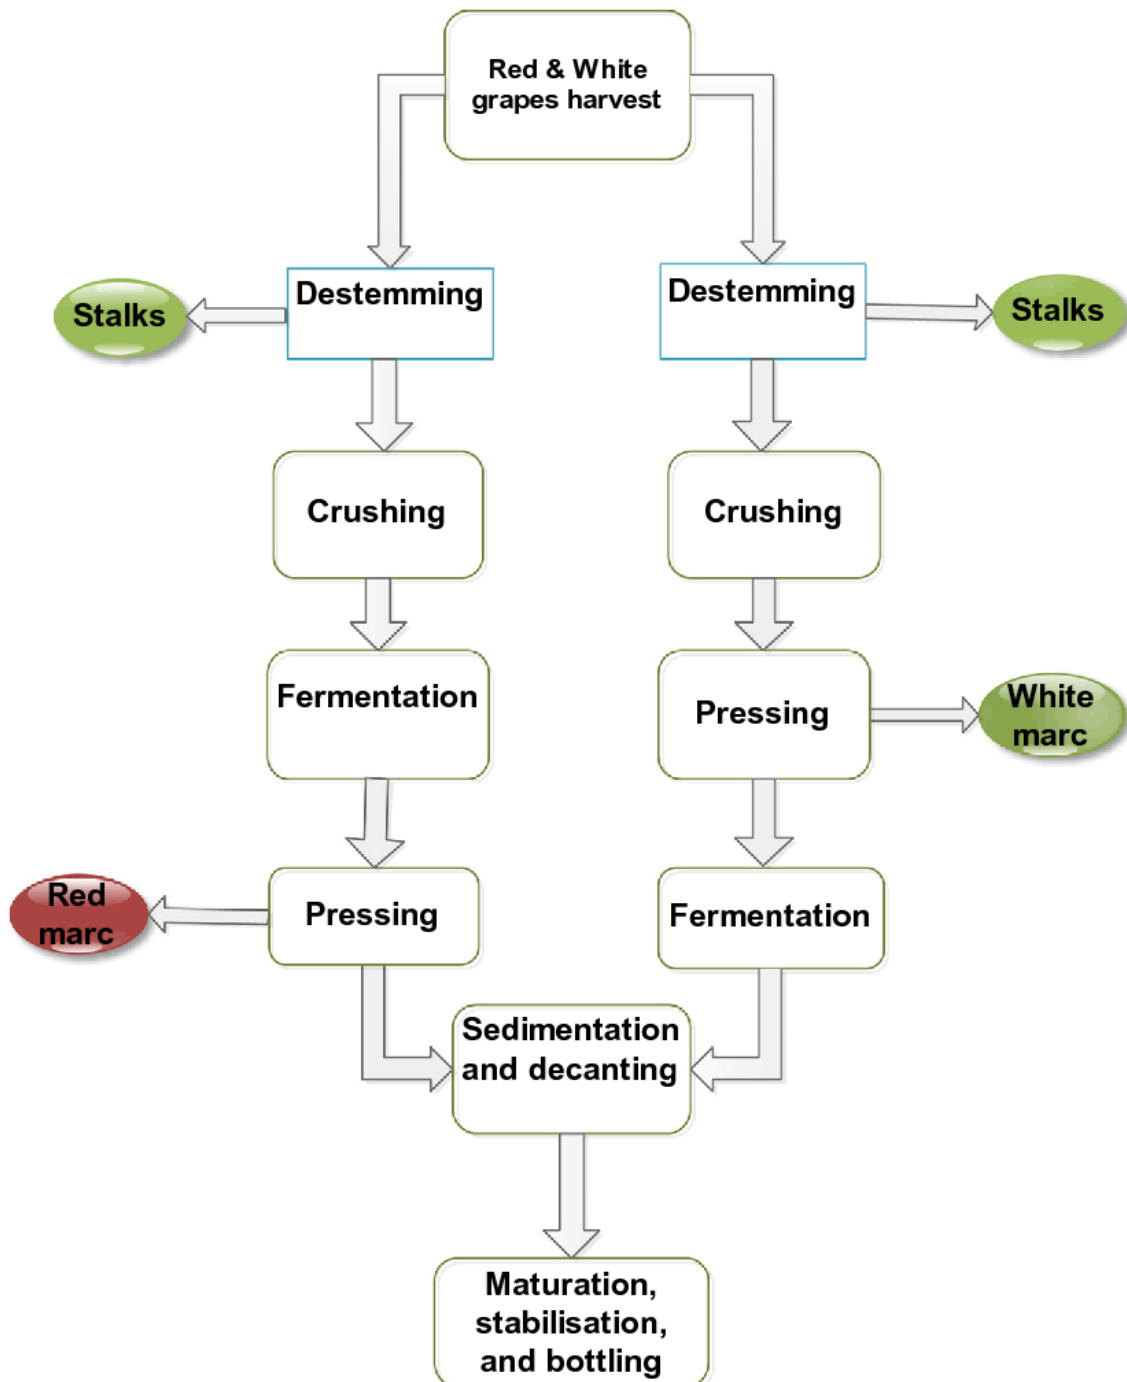 Red & White
grapes harvest
Destemming
Destemming
Stalks
Stalks
Crushing
Crushing
Fermentation
Pressing
White
marc
Red
marc
Pressing
Fermentation
Sedimentation
and decanting
Maturation,
stabilisation,
and bottling